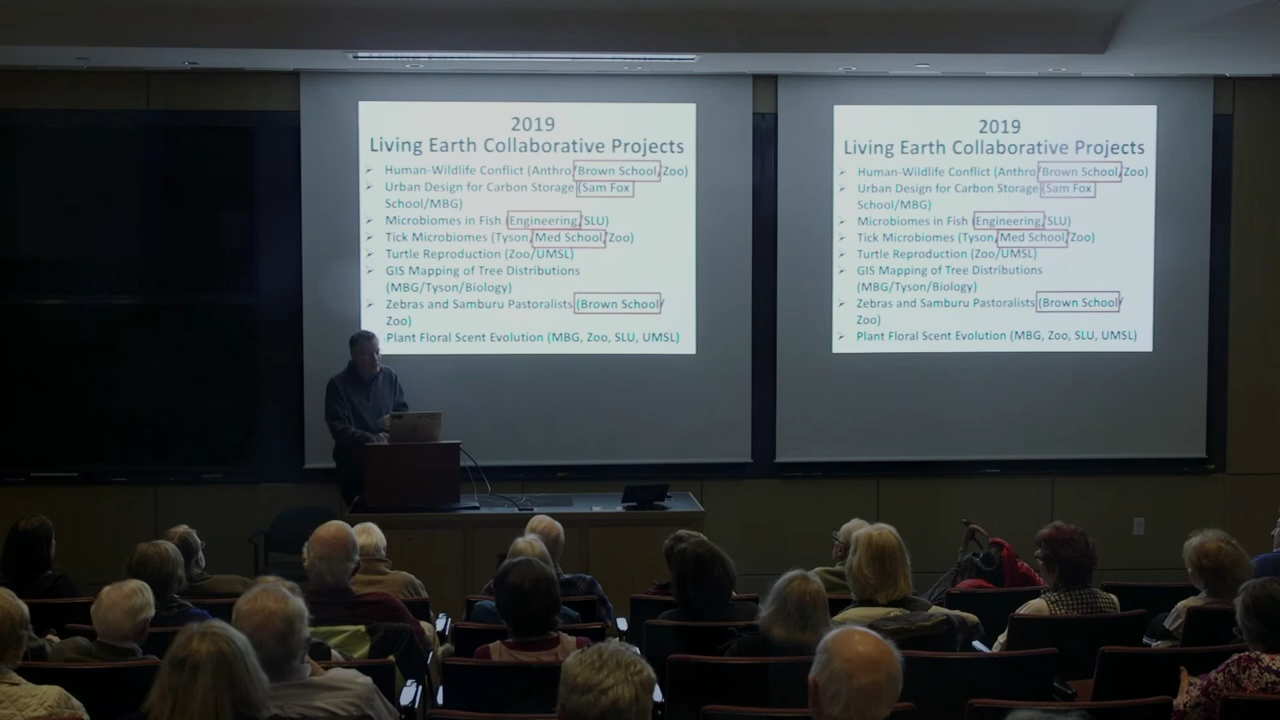 2019
Living Earth Collaborative Projects
Human-Wildlife Conflict (Anthro/Brown School/Zoo)
Urban Design for Carbon Storage (Sam Fox
School/MBG)
Microbiomes in Fish (Engineering/SLU)
Tick Microbiomes (Tyson/Med School/Zoo)
Turtle Reproduction (Zoo/UMSL)
GIS Mapping of Tree Distributions
(MBG/Tyson/Biology)
Zebras and Samburu Pastoralists (Brown School/
Zoo)
Plant Floral Scent Evolution (MBG, Zoo, SLU, UMSL)
2019
Living Earth Collaborative Projects
Human-Wildlife Conflict (Anthro/Brown School/Zoo)
Urban Design for Carbon Storage (Sam Fox
School/MBG)
Microbiomes in Fish (Engineering/SLU)
Tick Microbiomes (Tyson/Med School/Zoo)
Turtle Reproduction (Zoo/UMSL)
GIS Mapping of Tree Distributions
(MBG/Tyson/Biology)
Zebras and Samburu Pastoralists (Brown School/
Zoo)
Plant Floral Scent Evolution (MBG, Zoo, SLU, UMSL)